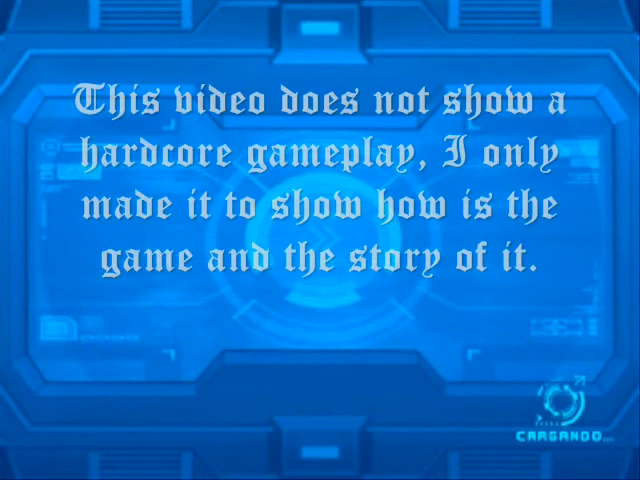 This video does not show a
hardcore gameplay, I only
made it to show how is the
game and the story of it.
CARGANDO...